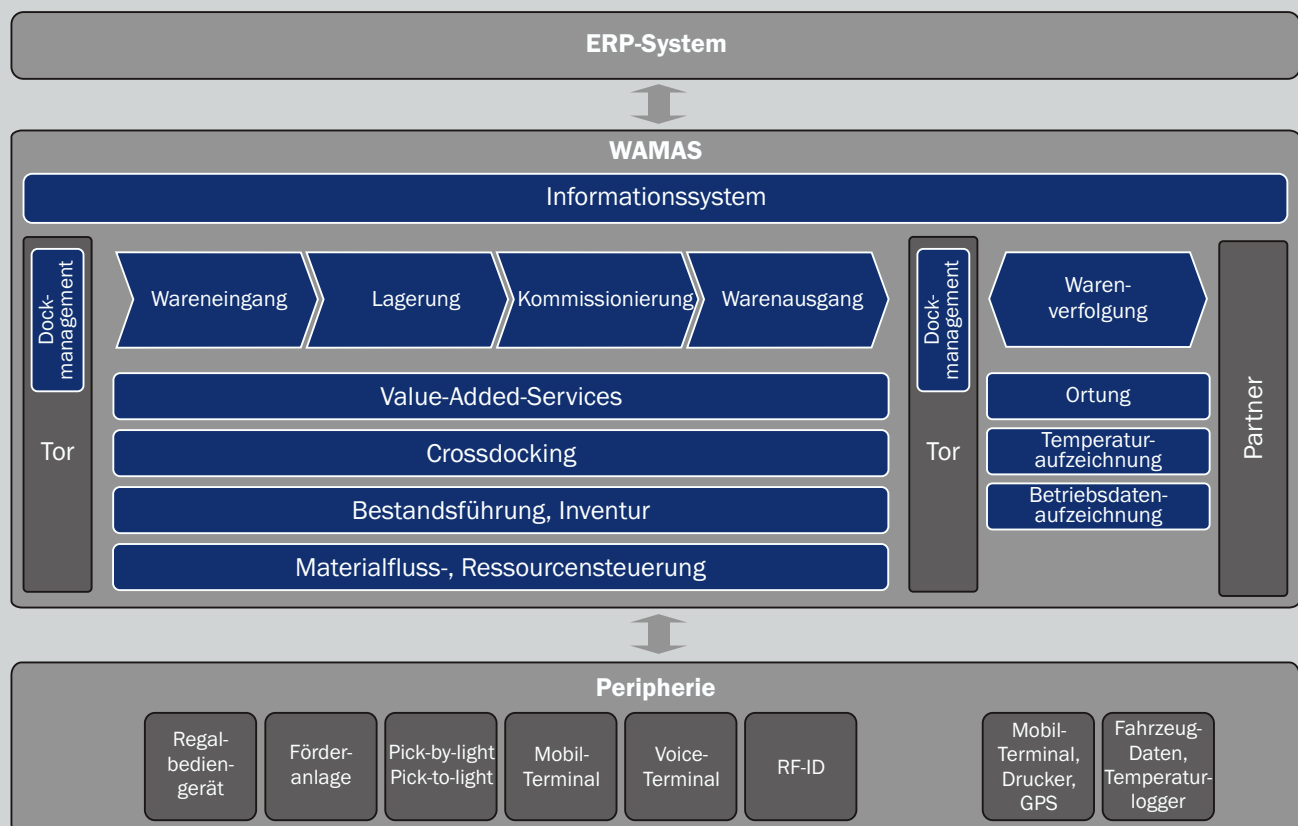 ERP-System
WAMAS
Informationssystem
Dock-
management
Tor
Wareneingang
Lagerung
Kommissionierung
Warenausgang
Value-Added-Services
Crossdocking
Bestandsführung, Inventur
Materialfluss-, Ressourcensteuerung
Dock-
management
Tor
Waren-
verfolgung
Ortung
Temperatur-
aufzeichnung
Betriebsdaten-
aufzeichnung
Partner
Peripherie
Regal-
bedien-
gerät
Förder-
anlage
Pick-by-light
Pick-to-light
Mobil-
Terminal
Voice-
Terminal
RF-ID
Mobil-
Terminal,
Drucker,
GPS
Fahrzeug-
Daten,
Temperatur-
logger